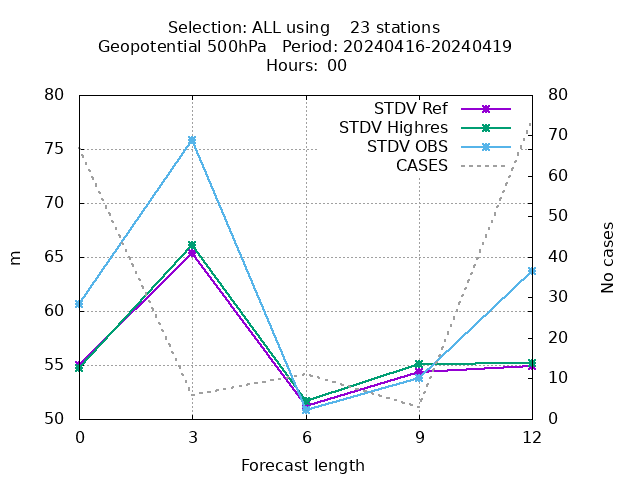 Selection: ALL using    23 stations
Geopotential 500hPa   Period: 20240416-20240419
Hours:  00
STDV Ref
STDV Highres
STDV OBS
CASES
80
75
70
65
60
55
50
m
80
70
60
50
40
30
20
10
0
No cases
0 3 6 9 12
Forecast length